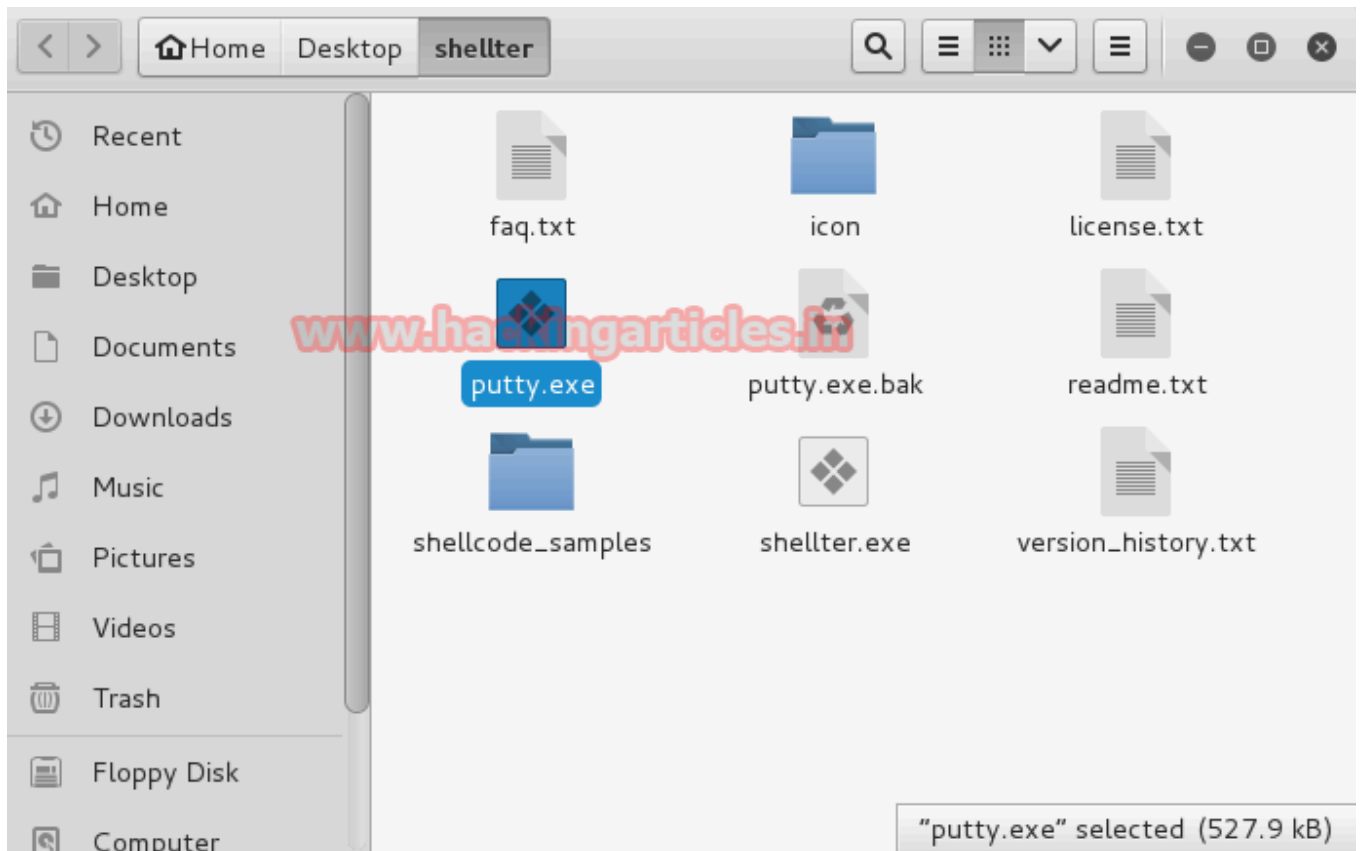 Home Desktop shellter
Recent
Home
Desktop
Documents
Downloads
Music
Pictures
Videos
Trash
Floppy Disk
Computer
faq.txt icon license.txt
www.hackingarticles.in
putty.exe putty.exe.bak readme.txt
shellcode_samples shellter.exe version_history.txt
"putty.exe" selected (527.9 kB)